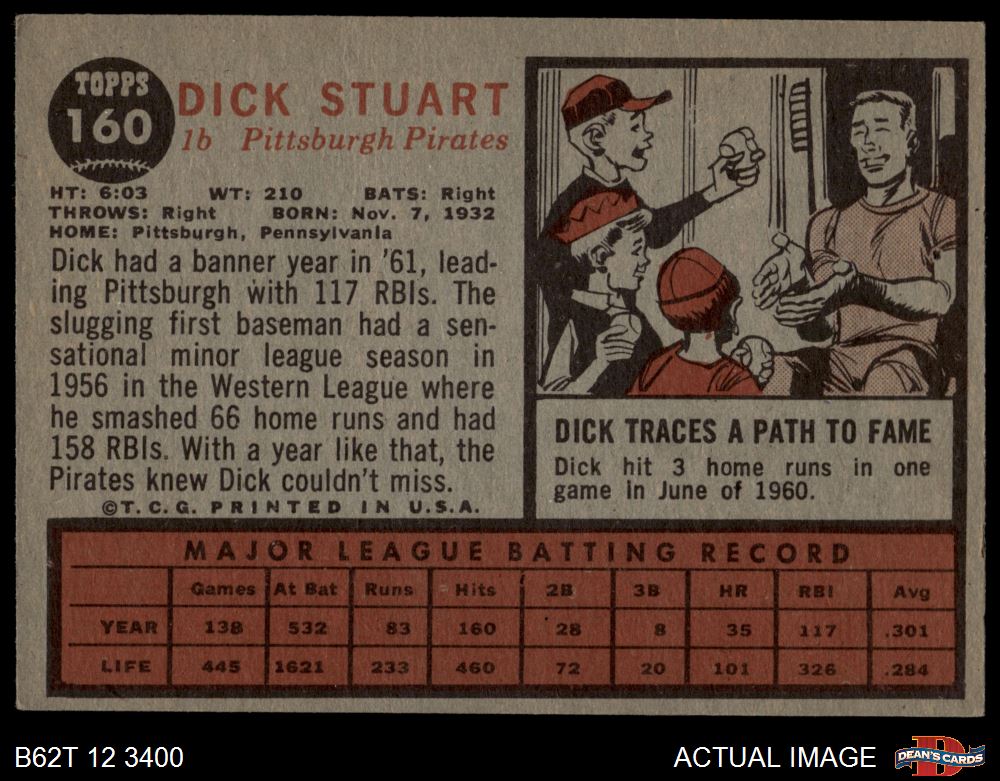 TOPPS
160
DICK STUART
1b Pittsburgh Pirates
HT: 6:03 WT: 210 BATS: Right
THROWS: Right BORN: Nov. 7, 1932
HOME: Pittsburgh, Pennsylvania
Dick had a banner year in '61, lead-
ing Pittsburgh with 117 RBIs. The
slugging first baseman had a sen-
sational minor league season in
1956 in the Western League where
he smashed 66 home runs and had
158 RBIs. With a year like that, the
Pirates knew Dick couldn't miss.
©T.C.G. PRINTED IN U.S.A.
DICK TRACES A PATH TO FAME
Dick hit 3 home runs in one
game in June of 1960.
MAJOR LEAGUE BATTING RECORD
Games At Bat Runs Hits 2B 3B HR RBI Avg
YEAR 138 532 83 160 28 8 35 117 .301
LIFE 445 1621 233 460 72 20 101 326 .284
B62T 12 3400
ACTUAL IMAGE
D
DEAN'S CARDS